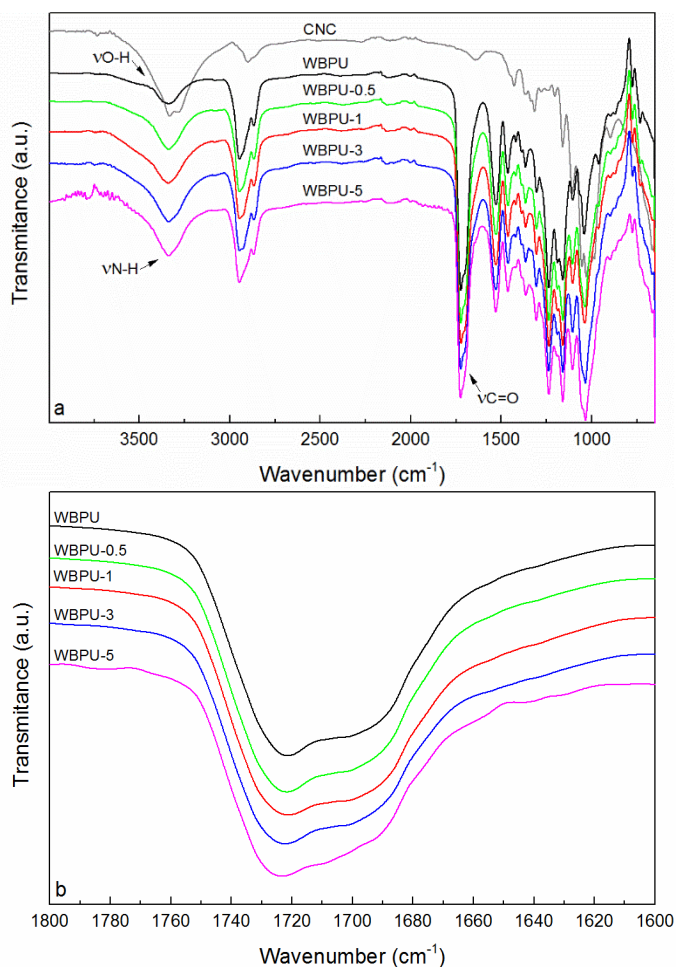 CNC
νO-H
WBPU
WBPU-0.5
WBPU-1
WBPU-3
WBPU-5
νN-H
νC=O
Transmitance (a.u.)
a
3500 3000 2500 2000 1500 1000
Wavenumber (cm⁻¹)
WBPU
WBPU-0.5
WBPU-1
WBPU-3
WBPU-5
Transmitance (a.u.)
b
1800 1780 1760 1740 1720 1700 1680 1660 1640 1620 1600
Wavenumber (cm⁻¹)